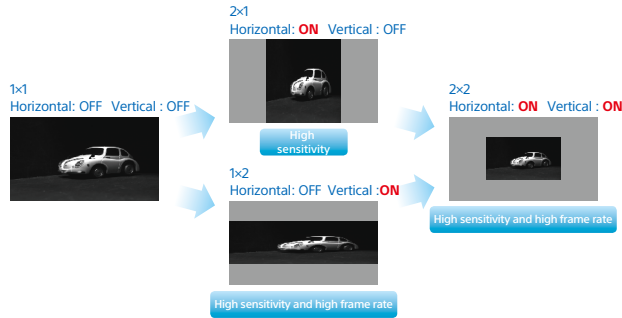 2×1
Horizontal: ON Vertical : OFF
1×1
Horizontal: OFF Vertical : OFF
High
sensitivity
2×2
Horizontal: ON Vertical : ON
1×2
Horizontal: OFF Vertical :ON
High sensitivity and high frame rate
High sensitivity and high frame rate